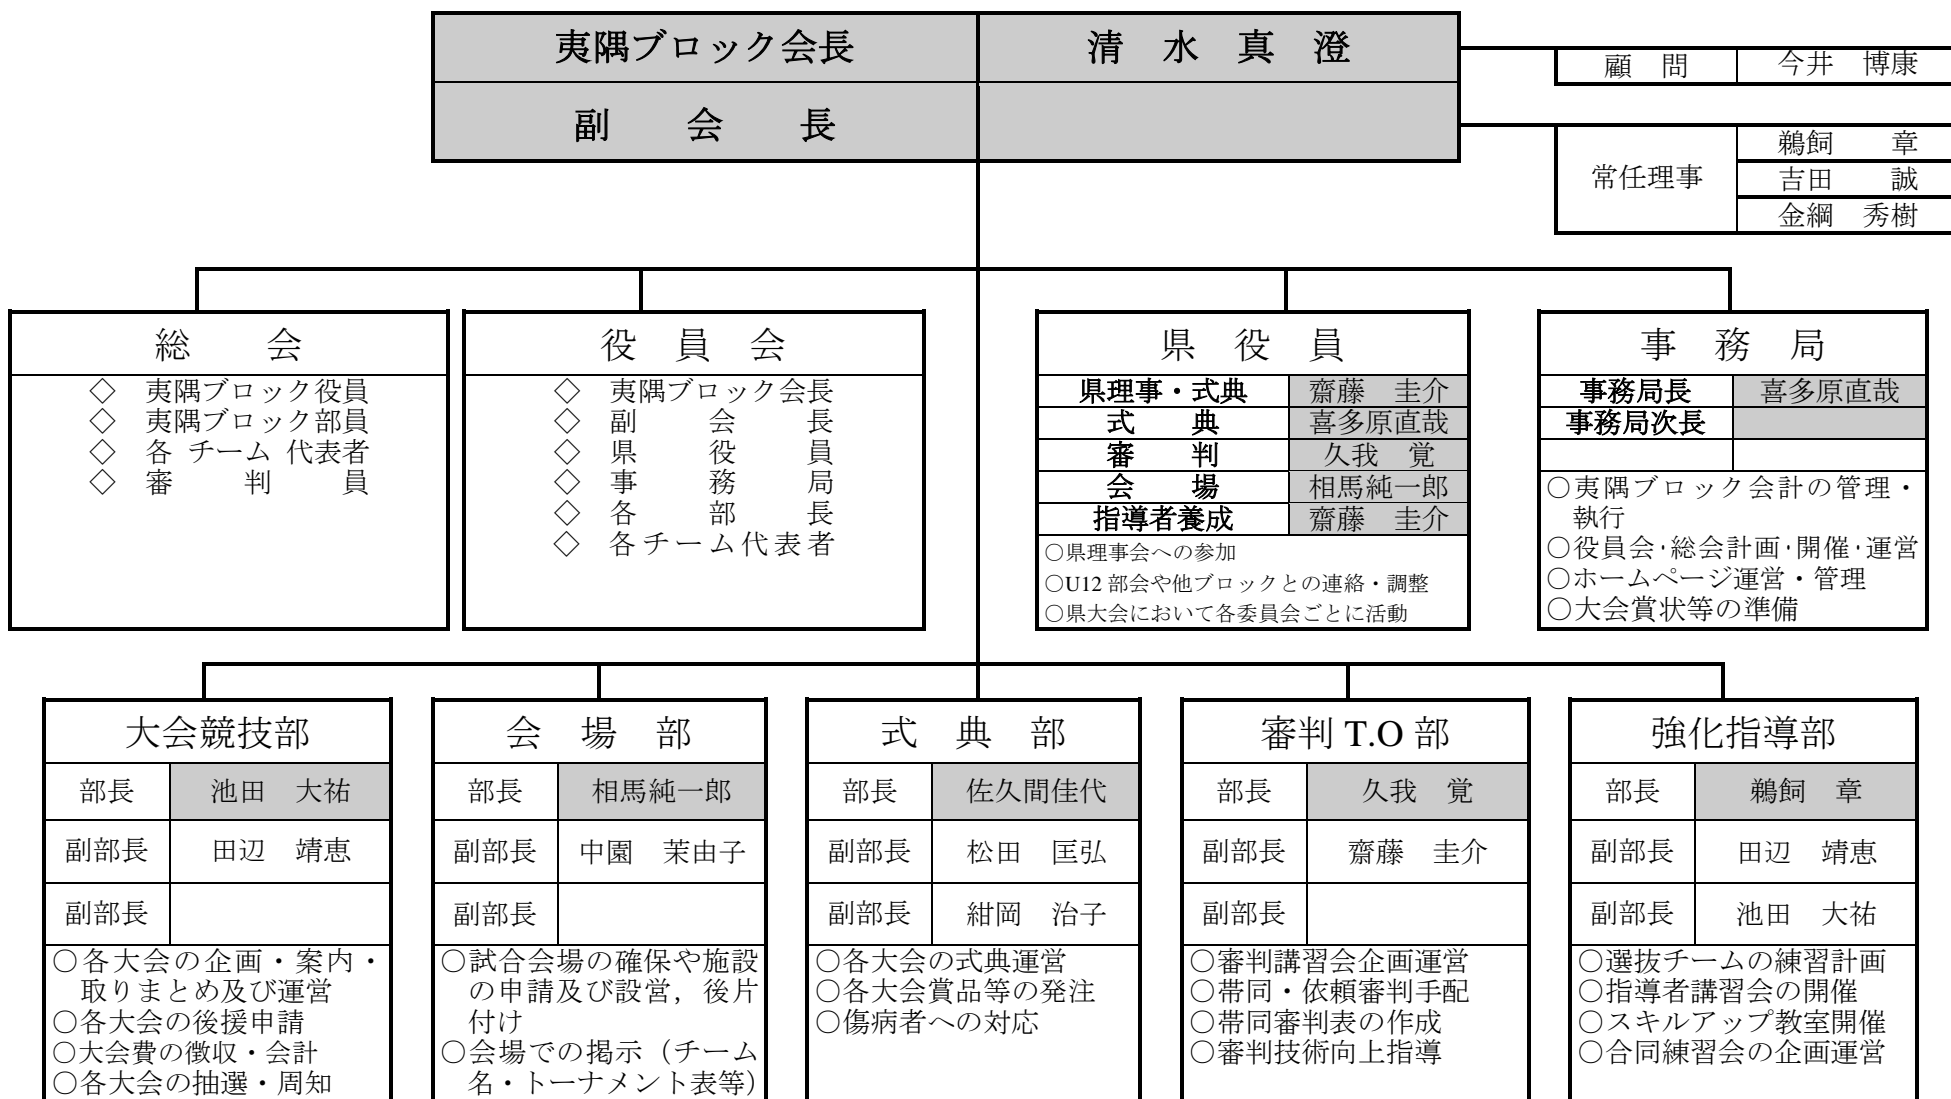 夷隅ブロック会長 清 水 真 澄
副 会 長
顧 問 今井 博康
常任理事
鵜飼 章
吉田 誠
金綱 秀樹
総 会
◇ 夷隅ブロック役員
◇ 夷隅ブロック部員
◇ 各 チーム 代表者
◇ 審 判 員
役 員 会
◇ 夷隅ブロック会長
◇ 副 会 長
◇ 県 役 員
◇ 事 務 局
◇ 各 部 長
◇ 各チーム代表者
県 役 員
県理事・式典 齋藤 圭介
式 典 喜多原直哉
審 判 久我 覚
会 場 相馬純一郎
指導者養成 齋藤 圭介
○県理事会への参加
○U12 部会や他ブロックとの連絡・調整
○県大会において各委員会ごとに活動
事 務 局
事務局長 喜多原直哉
事務局次長
○夷隅ブロック会計の管理・
執行
○役員会・総会計画・開催・運営
○ホームページ運営・管理
○大会賞状等の準備
大会競技部
部長 池田 大祐
副部長 田辺 靖恵
副部長
○各大会の企画・案内・
取りまとめ及び運営
○各大会の後援申請
○大会費の徴収・会計
○各大会の抽選・周知
会 場 部
部長 相馬純一郎
副部長 中園 茉由子
副部長
○試合会場の確保や施設
の申請及び設営，後片
付け
○会場での掲示（チーム
名・トーナメント表等）
式 典 部
部長 佐久間佳代
副部長 松田 匡弘
副部長 紺岡 治子
○各大会の式典運営
○各大会賞品等の発注
○傷病者への対応
審判 T.O 部
部長 久我 覚
副部長 齋藤 圭介
副部長
○審判講習会企画運営
○帯同・依頼審判手配
○帯同審判表の作成
○審判技術向上指導
強化指導部
部長 鵜飼 章
副部長 田辺 靖恵
副部長 池田 大祐
○選抜チームの練習計画
○指導者講習会の開催
○スキルアップ教室開催
○合同練習会の企画運営